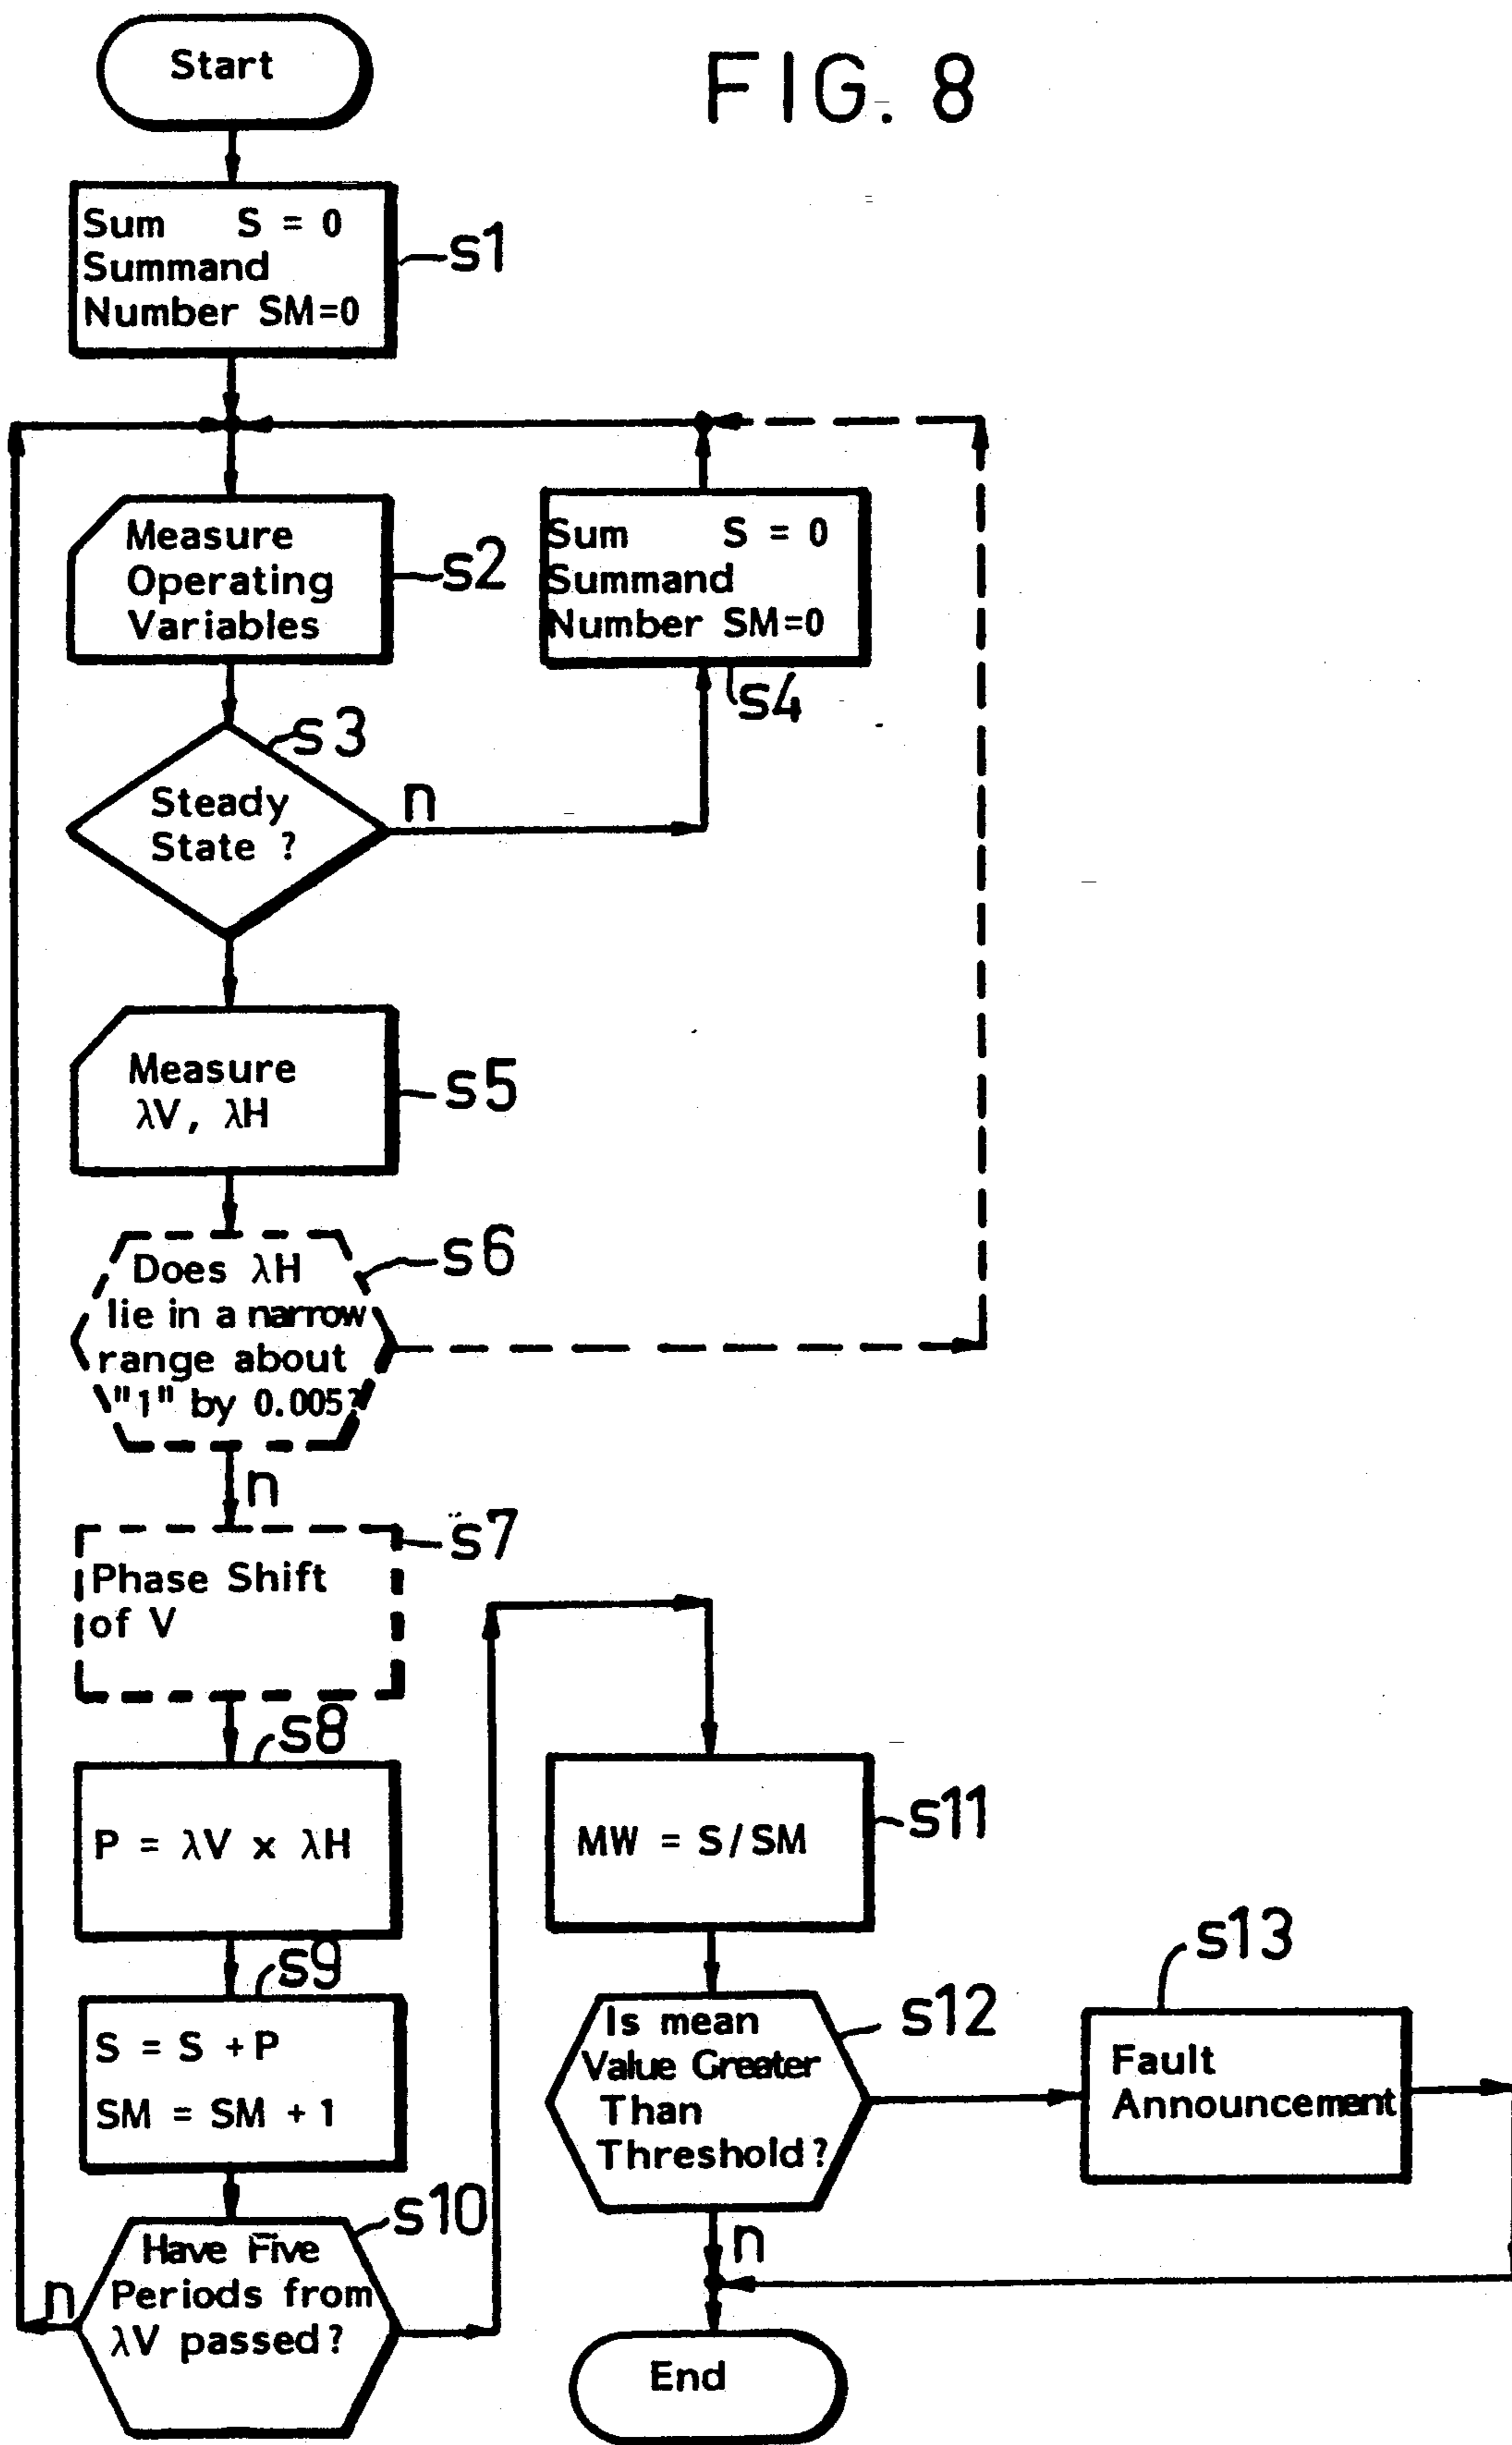 FIG. 8
Start
Sum S = 0
Summand
Number SM=0
s1
Measure
Operating
Variables
s2
Sum S = 0
Summand
Number SM=0
s4
s3
Steady
State ?
n
Measure
λV, λH
s5
Does λH
lie in a narrow
range about
"1" by 0.005?
s6
n
Phase Shift
of V
s7
s8
P = λV x λH
s9
S = S + P
SM = SM + 1
s10
Have Five
Periods from
λV passed?
n
MW = S/SM
s11
Is mean
Value Greater
Than
Threshold?
s12
n
s13
Fault
Announcement
End